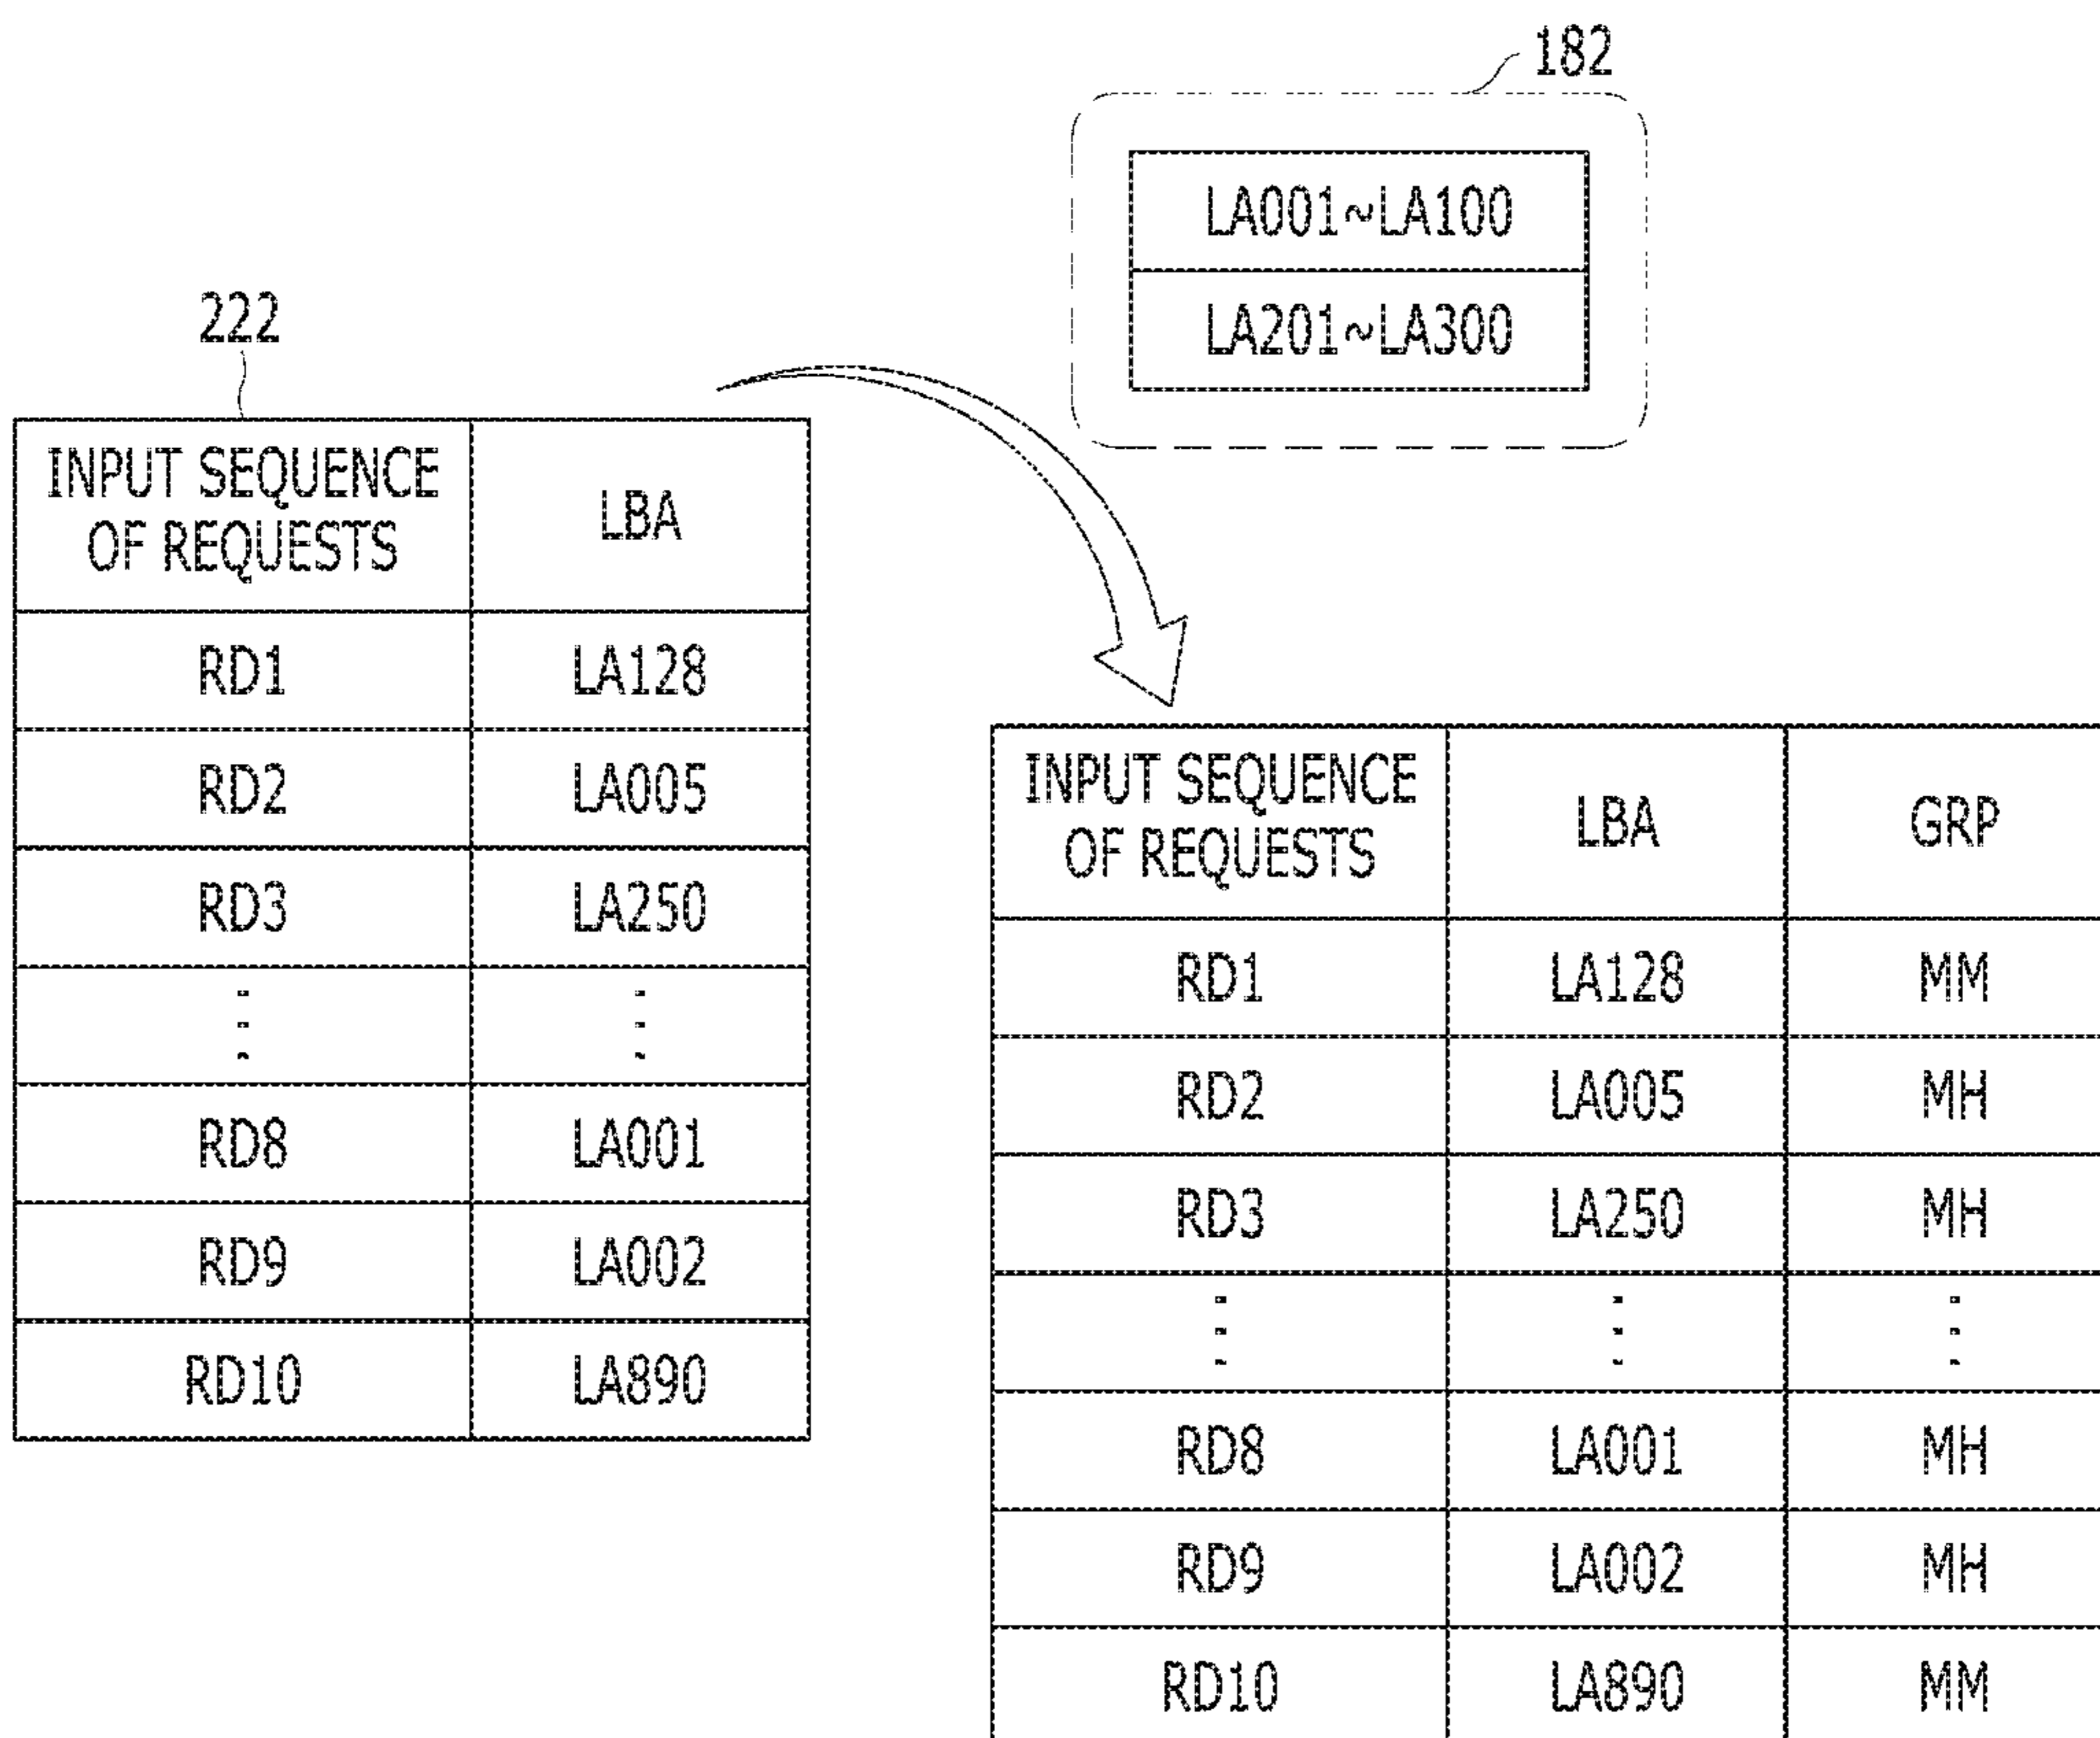 182
LA001~LA100
LA201~LA300
222
INPUT SEQUENCE
OF REQUESTS
LBA
RD1 LA128
RD2 LA005
RD3 LA250
RD8 LA001
RD9 LA002
RD10 LA890
INPUT SEQUENCE
OF REQUESTS
LBA
GRP
RD1 LA128 MM
RD2 LA005 MH
RD3 LA250 MH
RD8 LA001 MH
RD9 LA002 MH
RD10 LA890 MM